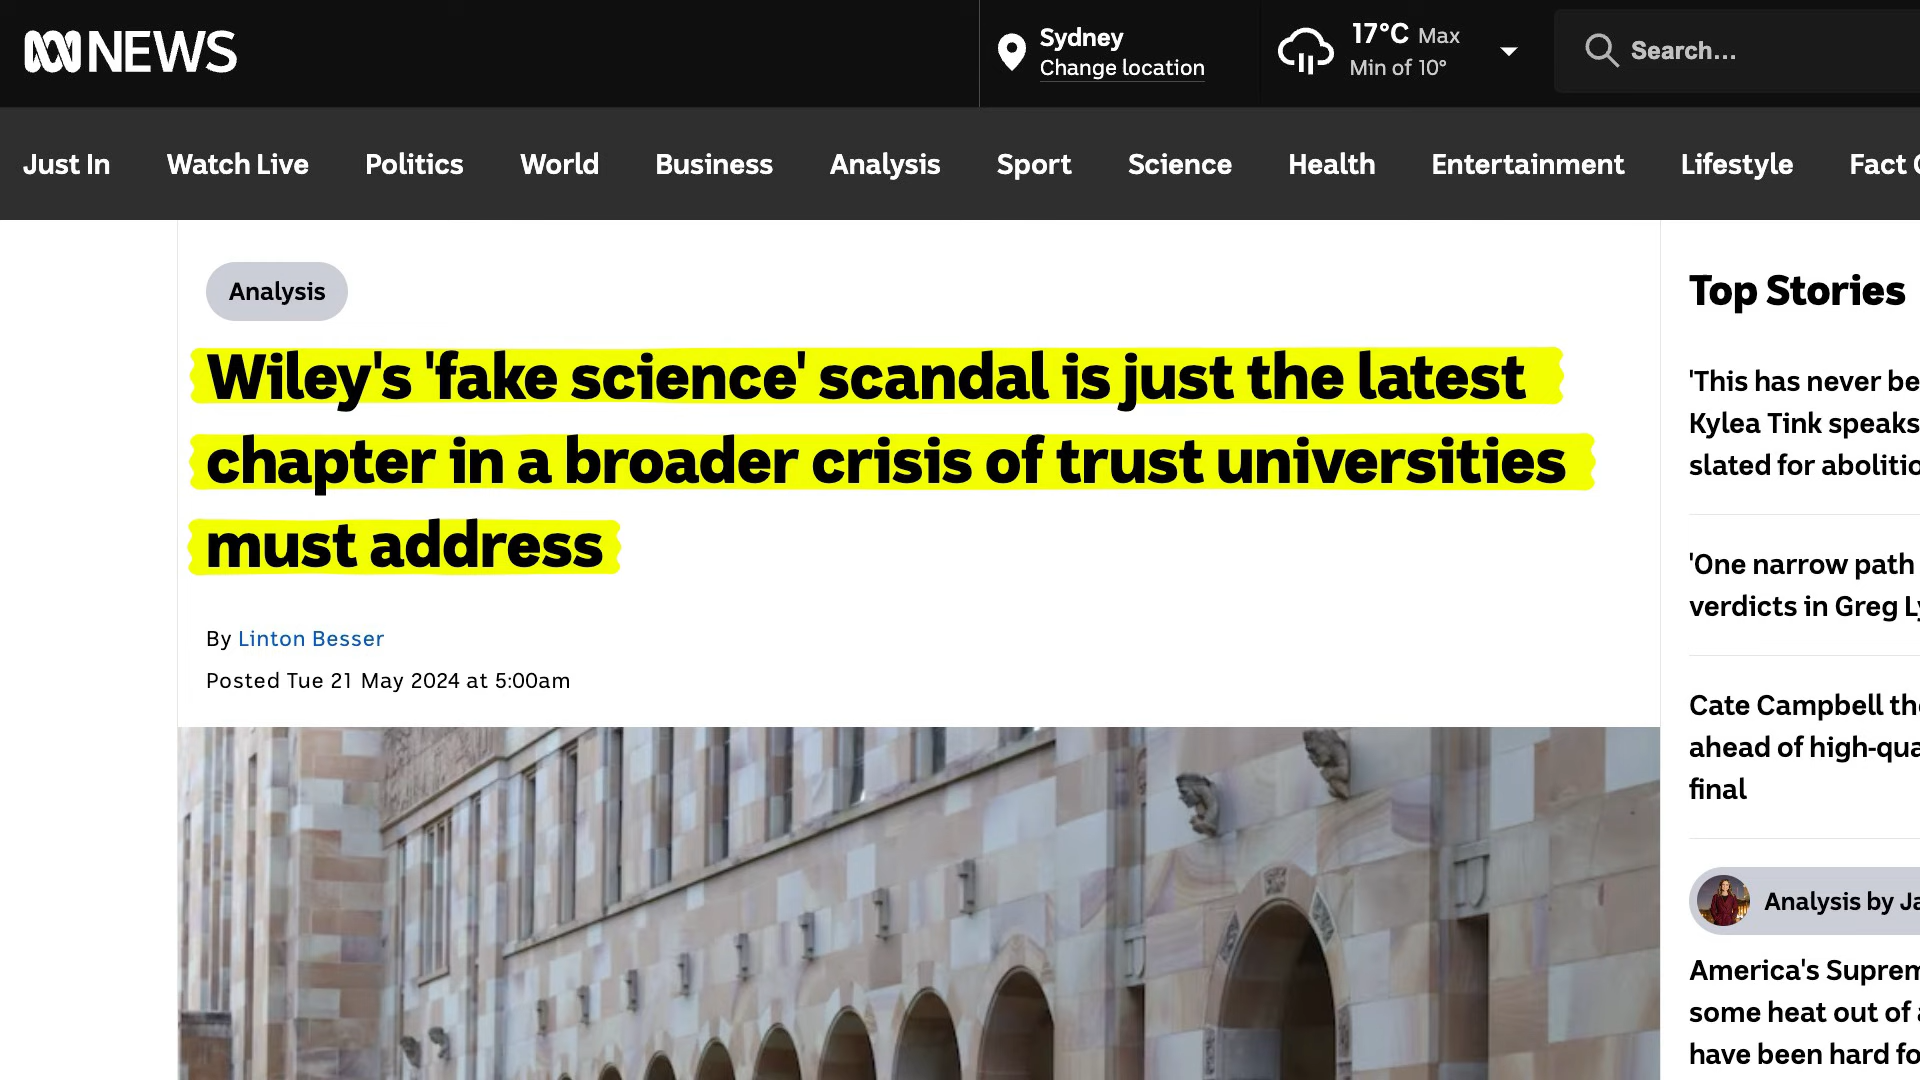 NEWS
Sydney
Change location
17°C Max
Min of 10°
Search...
Just In Watch Live Politics World Business Analysis Sport Science Health Entertainment Lifestyle Fact
Analysis
Wiley's 'fake science' scandal is just the latest
chapter in a broader crisis of trust universities
must address
By Linton Besser
Posted Tue 21 May 2024 at 5:00am
Top Stories
'This has never be
Kylea Tink speaks
slated for abolitio
'One narrow path
verdicts in Greg Ly
Cate Campbell the
ahead of high-qua
final
Analysis by Ja
America's Suprem
some heat out of
have been hard fo